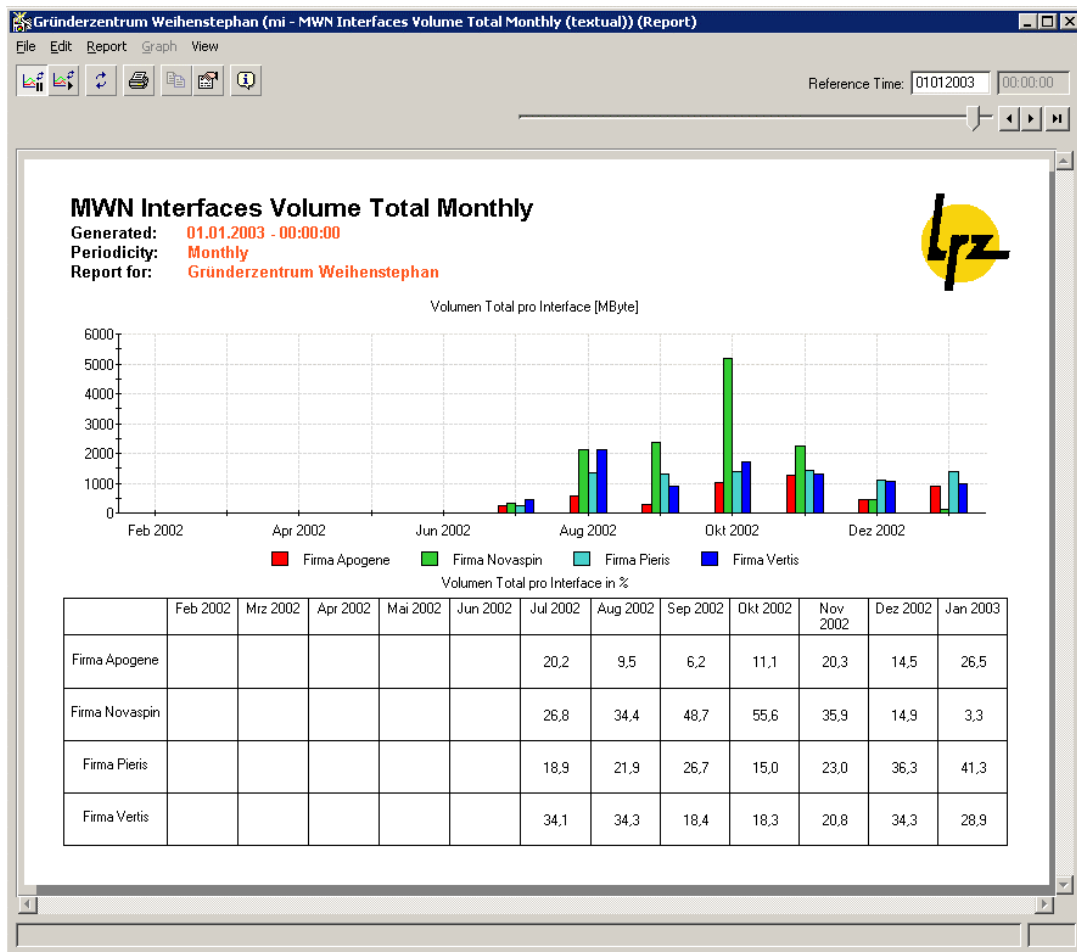 Gründerzentrum Weihenstephan (mi - MWN Interfaces Volume Total Monthly (textual)) (Report)
File Edit Report Graph View
Reference Time: 01012003 00:00:00
MWN Interfaces Volume Total Monthly
Generated: 01.01.2003 - 00:00:00
Periodicity: Monthly
Report for: Gründerzentrum Weihenstephan
lrz
Volumen Total pro Interface [MByte]
6000
5000
4000
3000
2000
1000
0
Feb 2002 Apr 2002 Jun 2002 Aug 2002 Okt 2002 Dez 2002
Firma Apogene Firma Novaspin Firma Pieris Firma Vertis
Volumen Total pro Interface in %
Feb 2002 Mrz 2002 Apr 2002 Mai 2002 Jun 2002 Jul 2002 Aug 2002 Sep 2002 Okt 2002 Nov 2002 Dez 2002 Jan 2003
Firma Apogene 20,2 9,5 6,2 11,1 20,3 14,5 26,5
Firma Novaspin 26,8 34,4 48,7 55,6 35,9 14,9 3,3
Firma Pieris 18,9 21,9 26,7 15,0 23,0 36,3 41,3
Firma Vertis 34,1 34,3 18,4 18,3 20,8 34,3 28,9